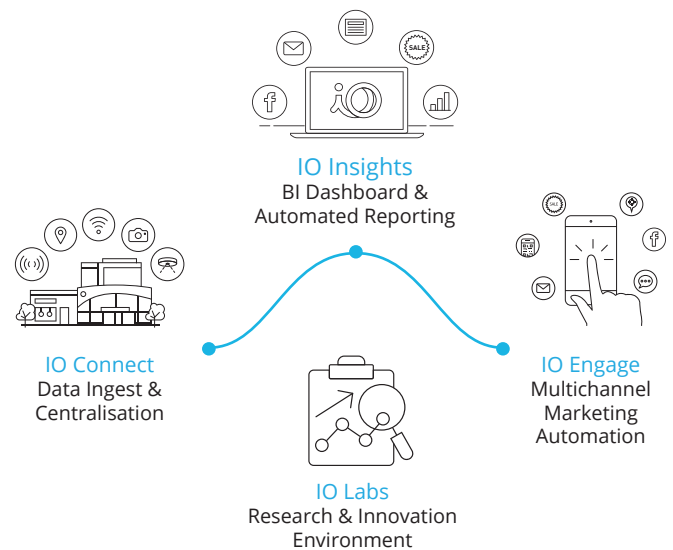 SALE
iO
IO Insights
BI Dashboard &
Automated Reporting
SALE
IO Connect
Data Ingest &
Centralisation
IO Engage
Multichannel
Marketing
Automation
IO Labs
Research & Innovation
Environment